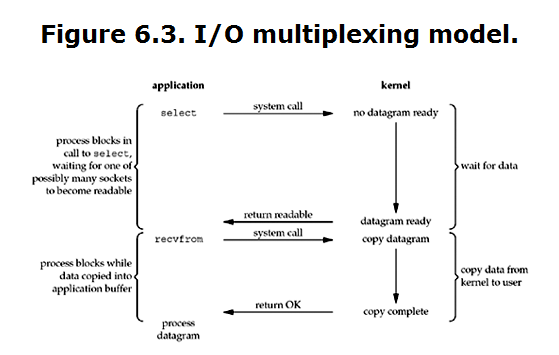 Figure 6.3. I/O multiplexing model.
application
kernel
select
system call
no datagram ready
process blocks in
call to select,
waiting for one of
possibly many sockets
to become readable
wait for data
return readable
datagram ready
recvfrom
system call
copy datagram
process blocks while
data copied into
application buffer
copy data from
kernel to user
return OK
copy complete
process
datagram